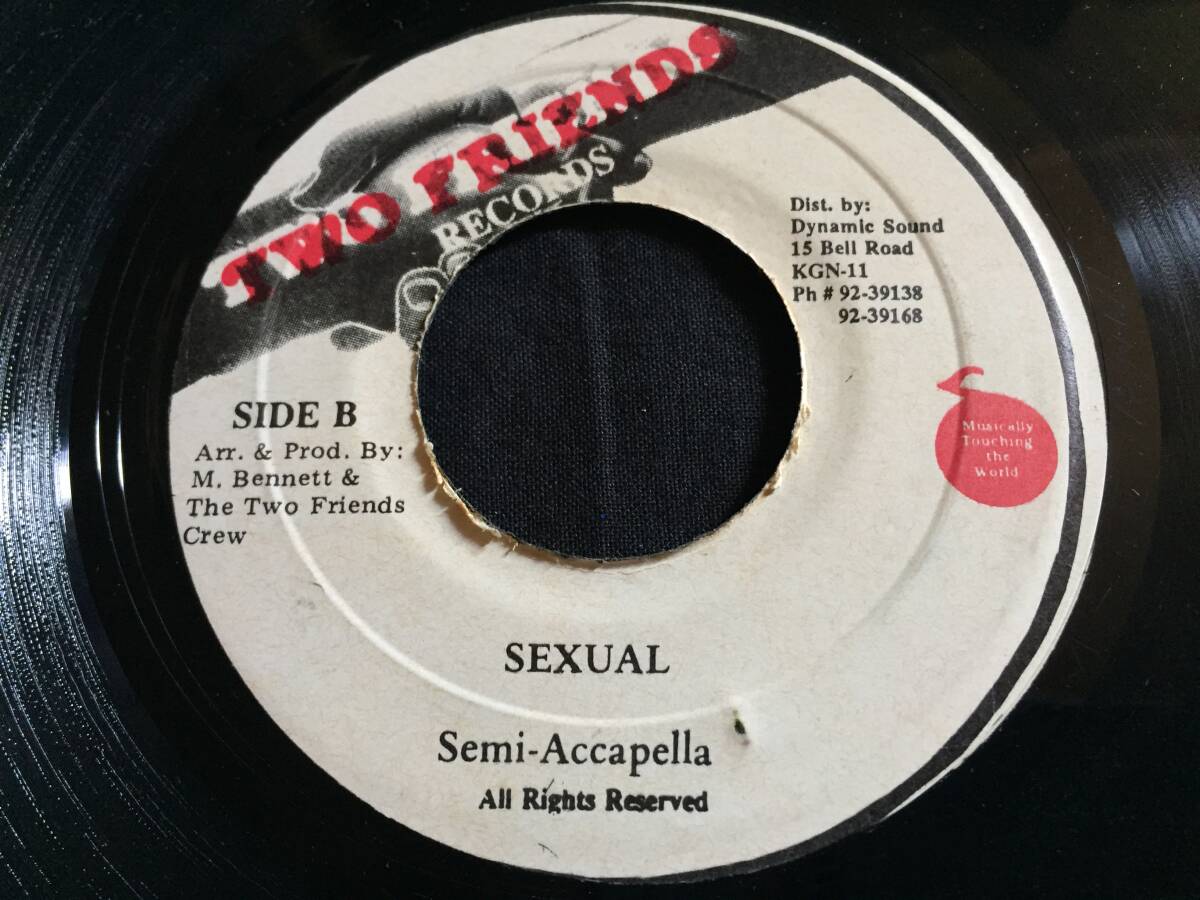 TWO FRIENDS
RECORDS
Dist. by:
Dynamic Sound
15 Bell Road
KGN-11
Ph # 92-39138
92-39168
SIDE B
Arr. & Prod. By:
M. Bennett &
The Two Friends
Crew
Musically
Touching
the
World
SEXUAL
Semi-Accapella
All Rights Reserved